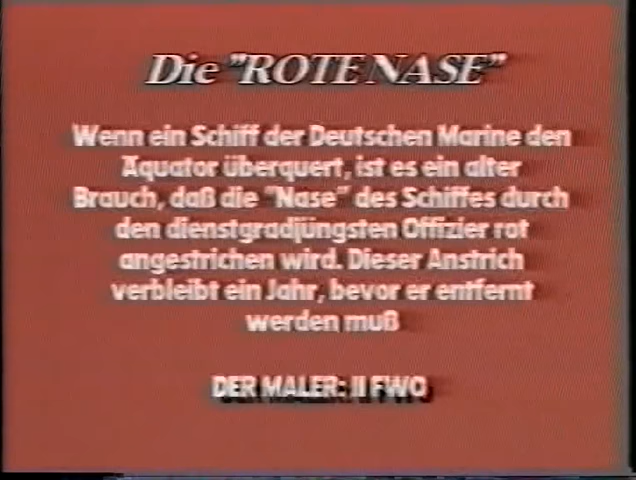 Die "ROTE NASE"
Wenn ein Schiff der Deutschen Marine den
Äquator überquert, ist es ein alter
Brauch, daß die "Nase" des Schiffes durch
den dienstgradjüngsten Offizier rot
angestrichen wird. Dieser Anstrich
verbleibt ein Jahr, bevor er entfernt
werden muß
DER MALER: II FWO